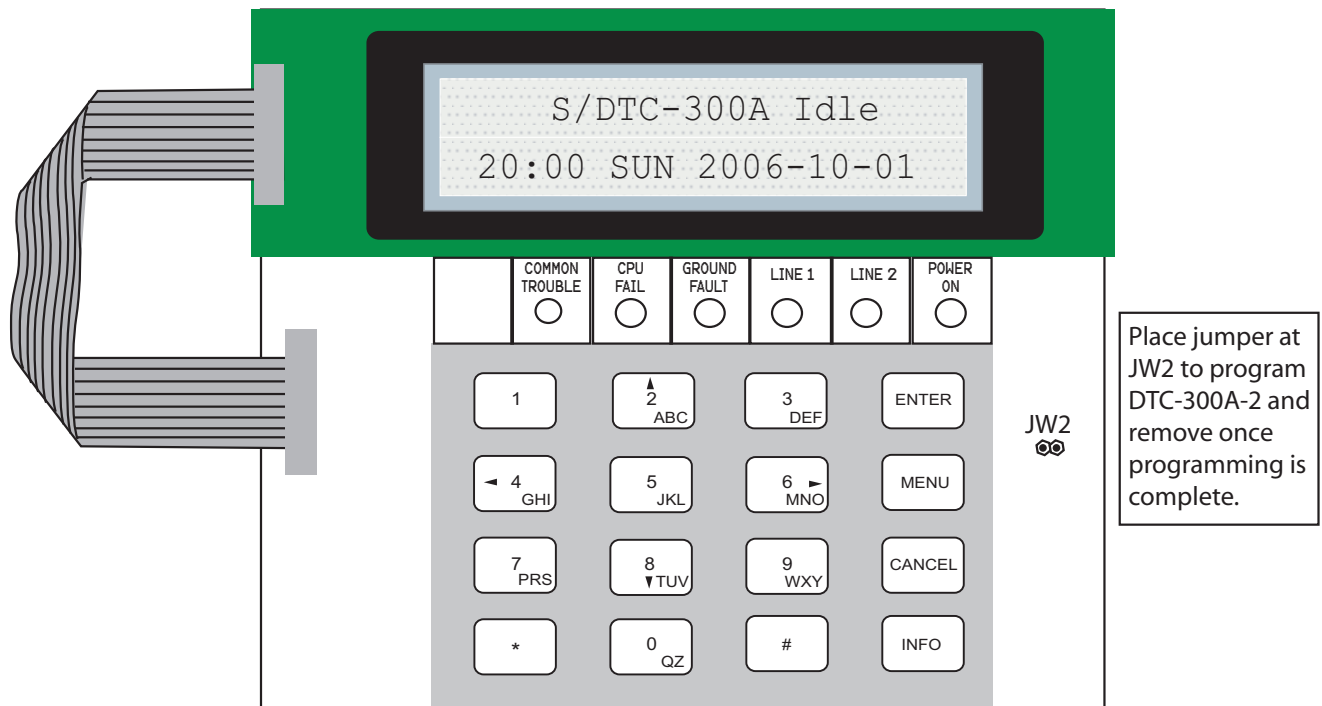 S/DTC-300A Idle
20:00 SUN 2006-10-01
COMMON
TROUBLE
CPU
FAIL
GROUND
FAULT
LINE 1
LINE 2
POWER
ON
1
2
ABC
3
DEF
ENTER
4
GHI
5
JKL
6
MNO
MENU
7
PRS
8
TUV
9
WXY
CANCEL
*
0
QZ
#
INFO
JW2
Place jumper at
JW2 to program
DTC-300A-2 and
remove once
programming is
complete.